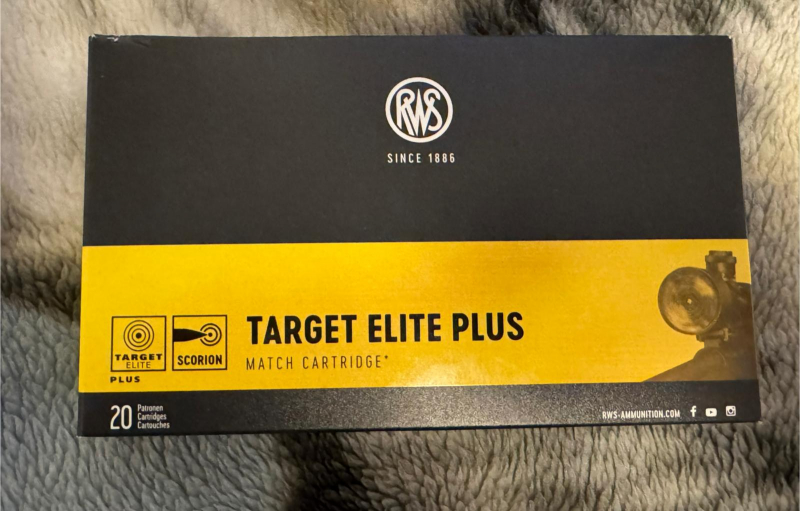 RWS
SINCE 1886
TARGET
ELITE
PLUS
SCORION
TARGET ELITE PLUS
MATCH CARTRIDGE*
20 Patronen
Cartridges
Cartouches
RWS-AMMUNITION.COM